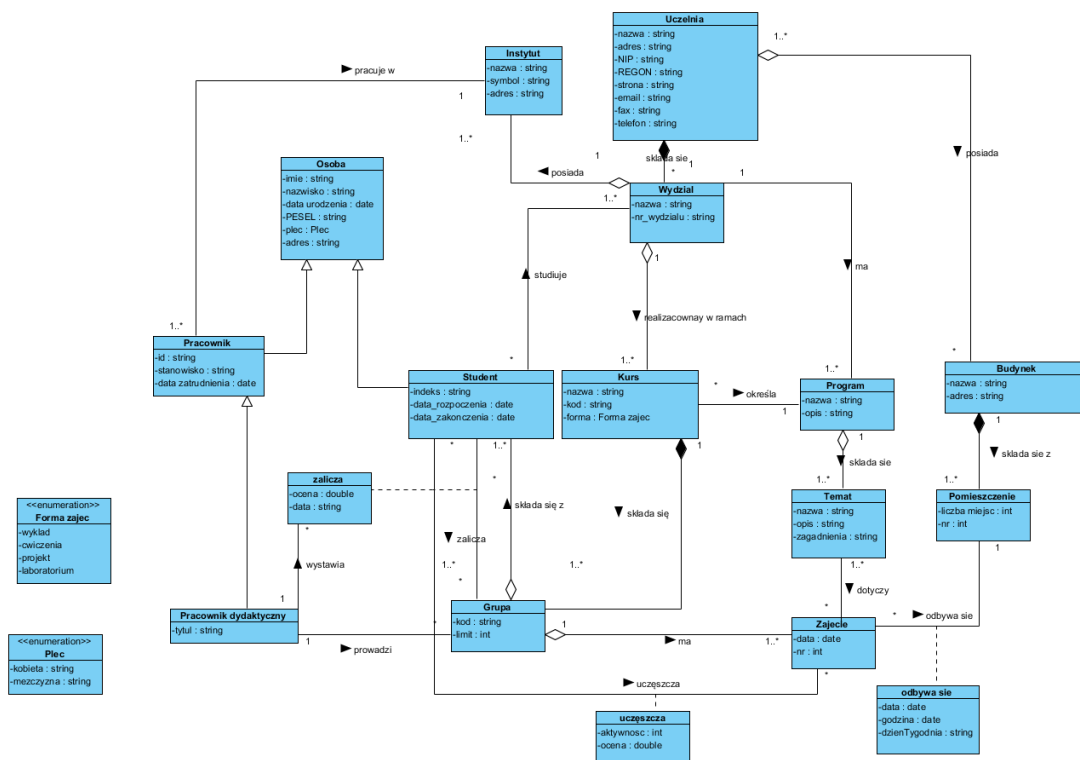 Uczelnia
-nazwa : string
-adres : string
-NIP : string
-REGON : string
-strona : string
-email : string
-fax : string
-telefon : string
1..*
Instytut
-nazwa : string
-symbol : string
-adres : string
pracuje w
1
1..*
1
sklada sie
1
*
posiada
posiada
Osoba
-imie : string
-nazwisko : string
-data urodzenia : date
-PESEL : string
-plec : Plec
-adres : string
Wydzial
-nazwa : string
-nr_wydzialu : string
1
1..*
1
studiuje
ma
realizacownay w ramach
1..*
Pracownik
-id : string
-stanowisko : string
-data zatrudnienia : date
*
1..*
1..*
*
Student
-indeks : string
-data_rozpoczenia : date
-data_zakonczenia : date
Kurs
-nazwa : string
-kod : string
-forma : Forma zajec
*
określa
1
Program
-nazwa : string
-opis : string
Budynek
-nazwa : string
-adres : string
*
1..*
1
1
1
sklada sie
sklada sie z
zalicza
-ocena : double
-data : string
*
*
1..*
1..*
Temat
-nazwa : string
-opis : string
-zagadnienia : string
Pomieszczenie
-liczba miejsc : int
-nr : int
<<enumeration>>
Forma zajec
-wyklad
-cwiczenia
-projekt
-laboratorium
składa się z
składa się
zalicza
wystawia
1..*
*
1..*
1..*
1
dotyczy
1
Pracownik dydaktyczny
-tytul : string
1
prowadzi
*
Grupa
-kod : string
-limit : int
1
ma
1..*
*
Zajecie
-data : date
-nr : int
*
odbywa sie
*
<<enumeration>>
Plec
-kobieta : string
-mezczyzna : string
uczęszcza
uczęszcza
-aktywnosc : int
-ocena : double
odbywa sie
-data : date
-godzina : date
-dzienTygodnia : string